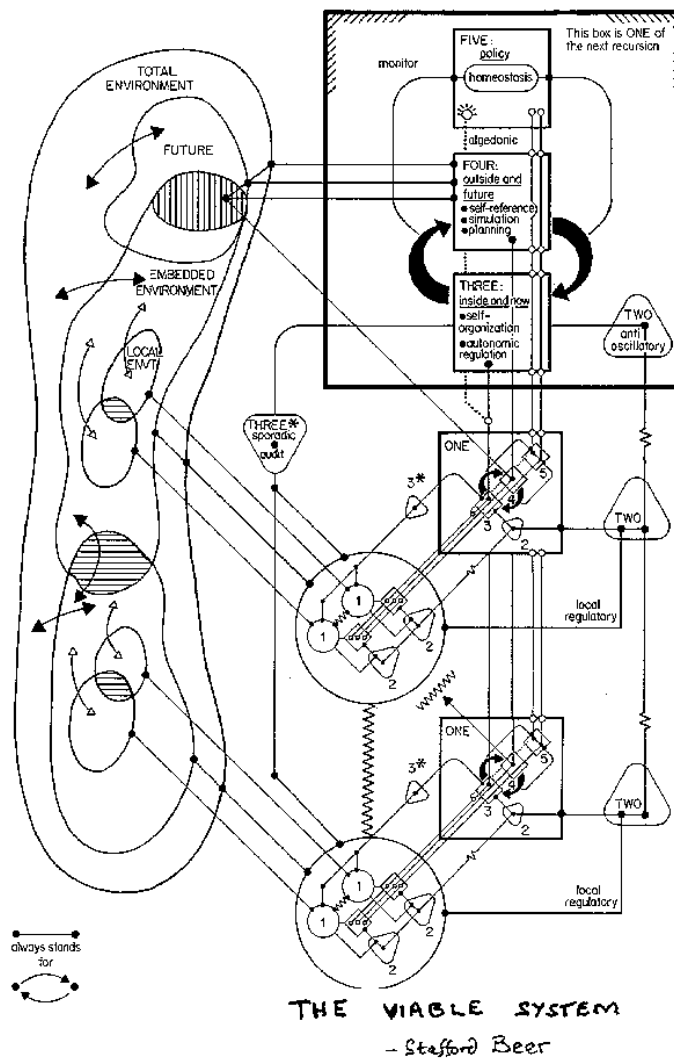 This box is ONE of
the next recursion
FIVE:
policy
homeostasis
monitor
algedonic
TOTAL
ENVIRONMENT
FUTURE
FOUR:
outside and
future
self-reference
simulation
planning
EMBEDDED
ENVIRONMENT
THREE:
inside and now
self-
organization
autonomic
regulation
TWO
anti
oscillatory
LOCAL
ENVT
THREE*
sporadic
audit
ONE
5
4
3*
3
2
TWO
1
1
2
2
local
regulatory
ONE
5
4
3*
3
2
TWO
1
1
2
2
local
regulatory
always stands
for
THE VIABLE SYSTEM
- Stafford Beer